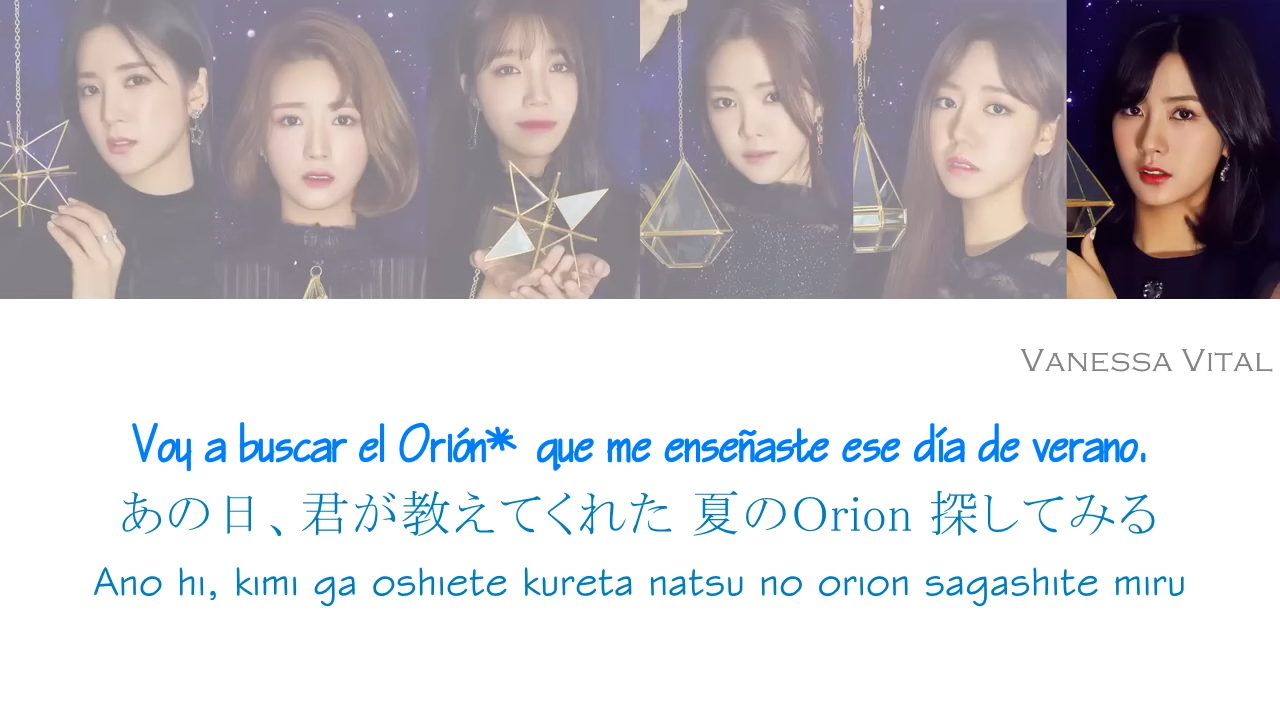 VANESSA VITAL
Voy a buscar el Orión* que me enseñaste ese día de verano.
あの日、君が教えてくれた 夏のOrion 探してみる
Ano hi, kimi ga oshiete kureta natsu no orion sagashite miru